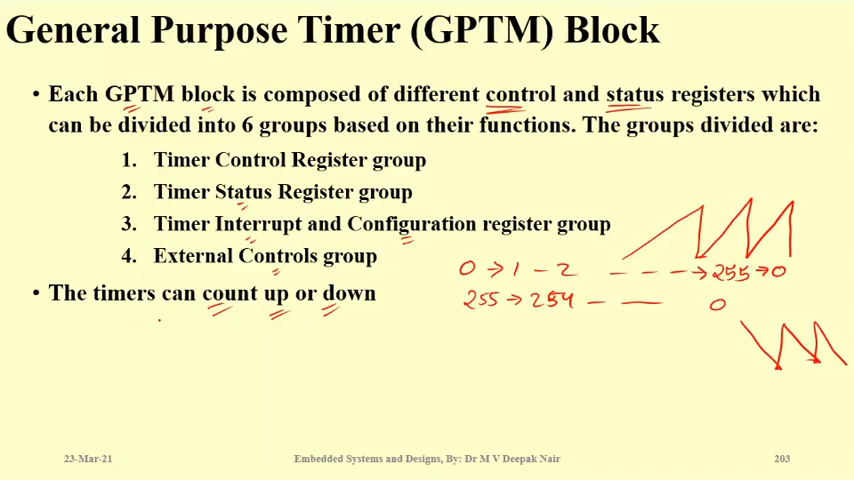 General Purpose Timer (GPTM) Block
• Each GPTM block is composed of different control and status registers which
can be divided into 6 groups based on their functions. The groups divided are:
1. Timer Control Register group
2. Timer Status Register group
3. Timer Interrupt and Configuration register group
4. External Controls group
0 → 1 - 2 - - - → 255 → 0
• The timers can count up or down
255 → 254 - — 0
23-Mar-21
Embedded Systems and Designs, By: Dr M V Deepak Nair
203